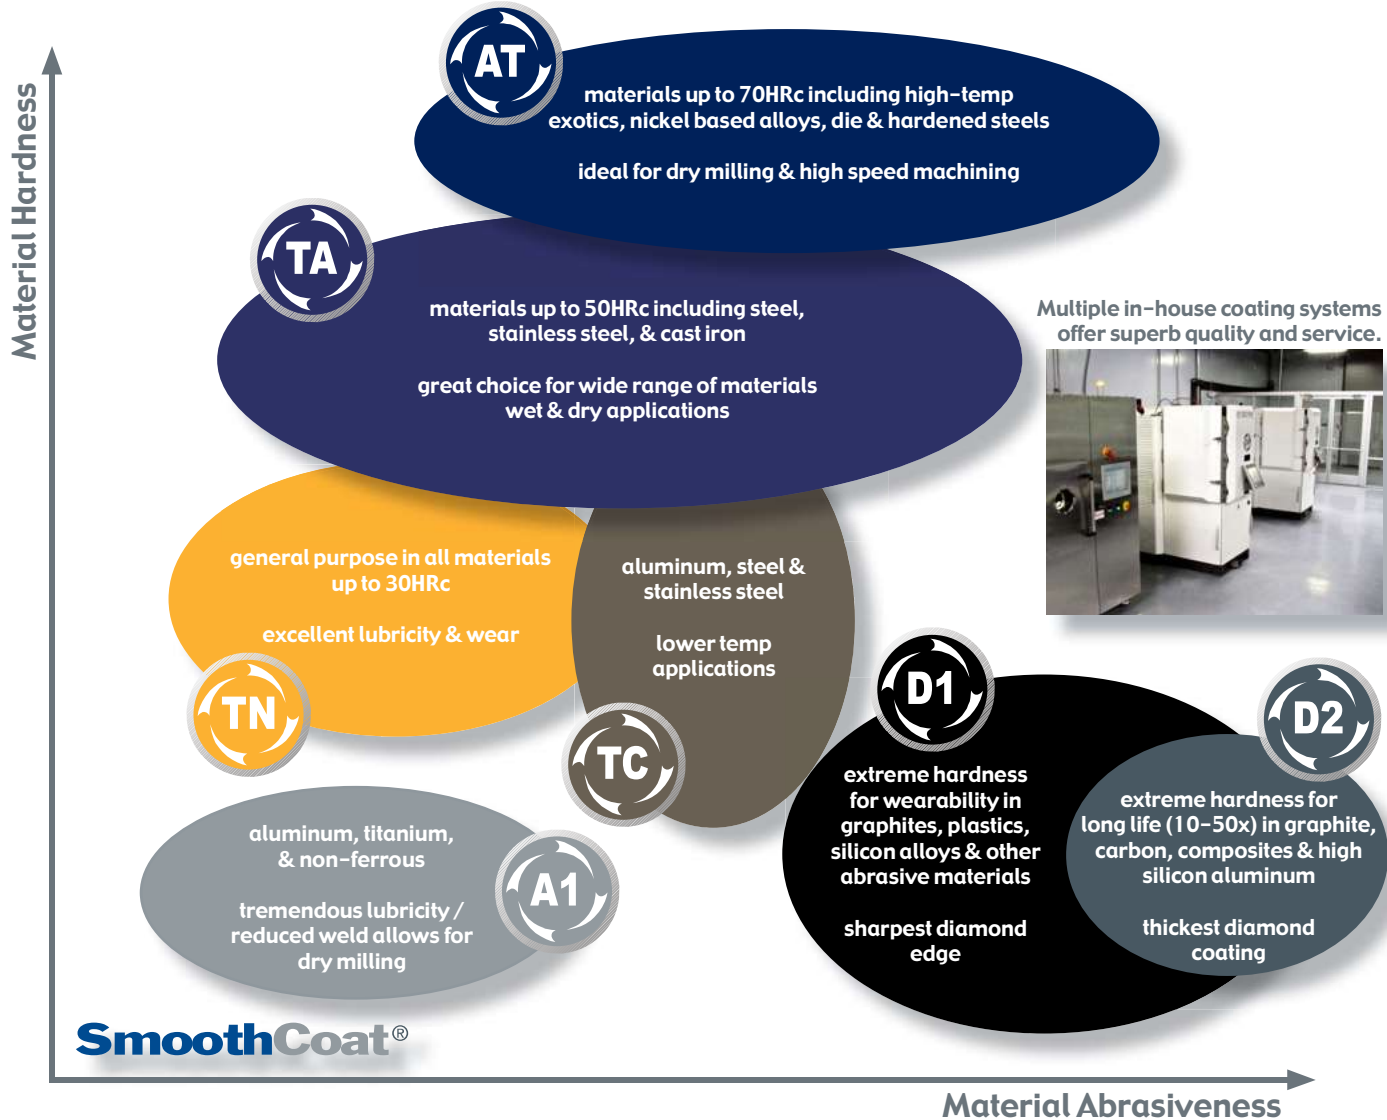 AT
materials up to 70HRc including high-temp
exotics, nickel based alloys, die & hardened steels
ideal for dry milling & high speed machining
Material Hardness
TA
materials up to 50HRc including steel,
stainless steel, & cast iron
great choice for wide range of materials
wet & dry applications
Multiple in-house coating systems
offer superb quality and service.
general purpose in all materials
up to 30HRc
excellent lubricity & wear
TN
aluminum, steel &
stainless steel
lower temp
applications
TC
D1
extreme hardness
for wearability in
graphites, plastics,
silicon alloys & other
abrasive materials
sharpest diamond
edge
D2
extreme hardness for
long life (10-50x) in graphite,
carbon, composites & high
silicon aluminum
thickest diamond
coating
aluminum, titanium,
& non-ferrous
tremendous lubricity /
reduced weld allows for
dry milling
A1
SmoothCoat®
Material Abrasiveness